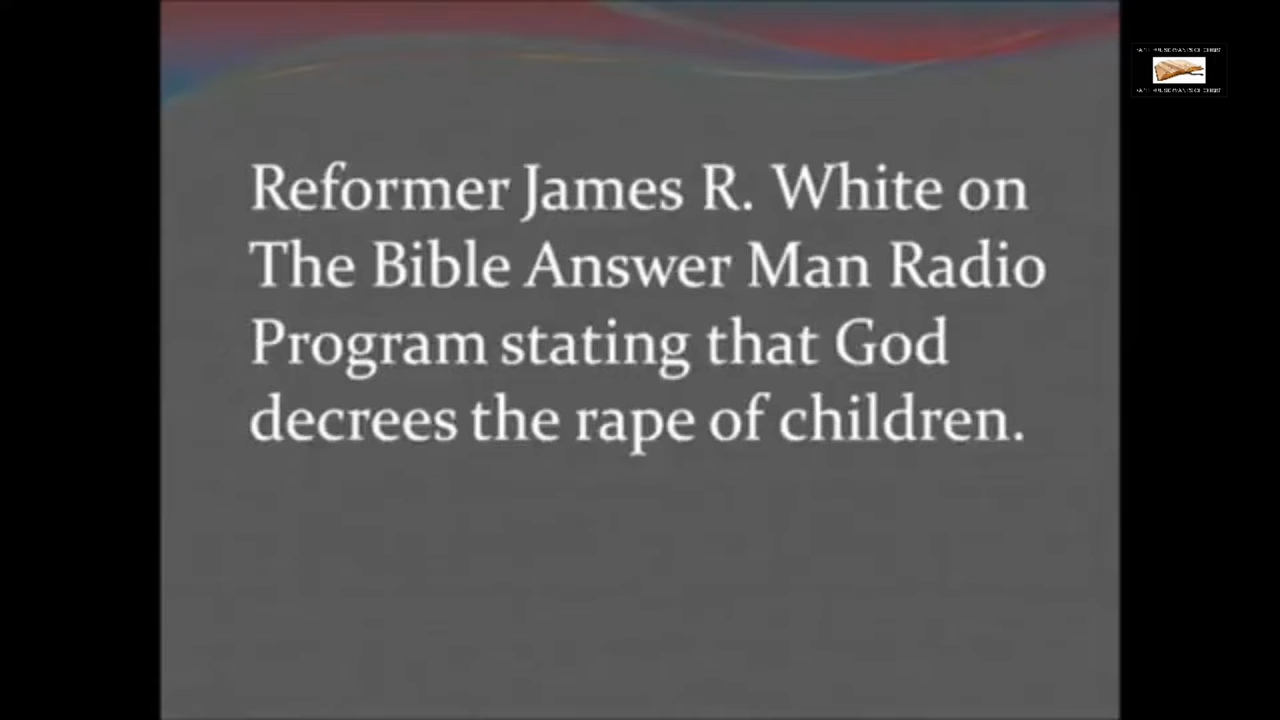 Reformer James R. White on
The Bible Answer Man Radio
Program stating that God
decrees the rape of children.